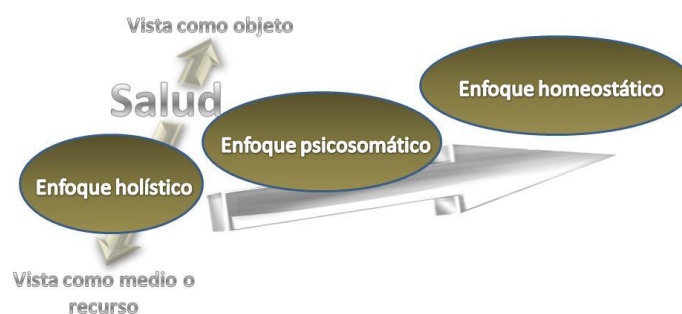 Vista como objeto
Salud
Enfoque homeostático
Enfoque psicosomático
Enfoque holístico
Vista como medio o
recurso